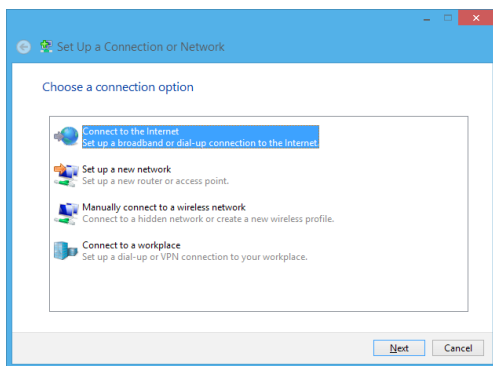 Set Up a Connection or Network
Choose a connection option
Connect to the Internet
Set up a broadband or dial-up connection to the Internet.
Set up a new network
Set up a new router or access point.
Manually connect to a wireless network
Connect to a hidden network or create a new wireless profile.
Connect to a workplace
Set up a dial-up or VPN connection to your workplace.
Next Cancel